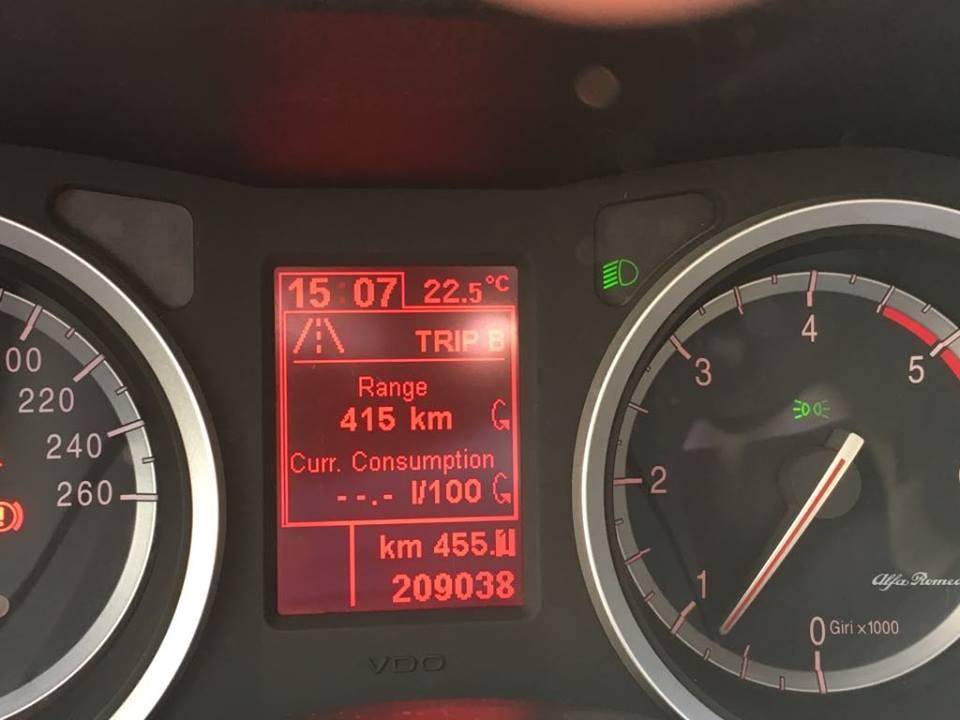 15:07 22.5°C
TRIP B
Range
415 km
Curr. Consumption
--.- l/100
km 455.
209038
VDO
00
220
240
260
0
1
2
3
4
5
Giri x1000
Alfa Romeo